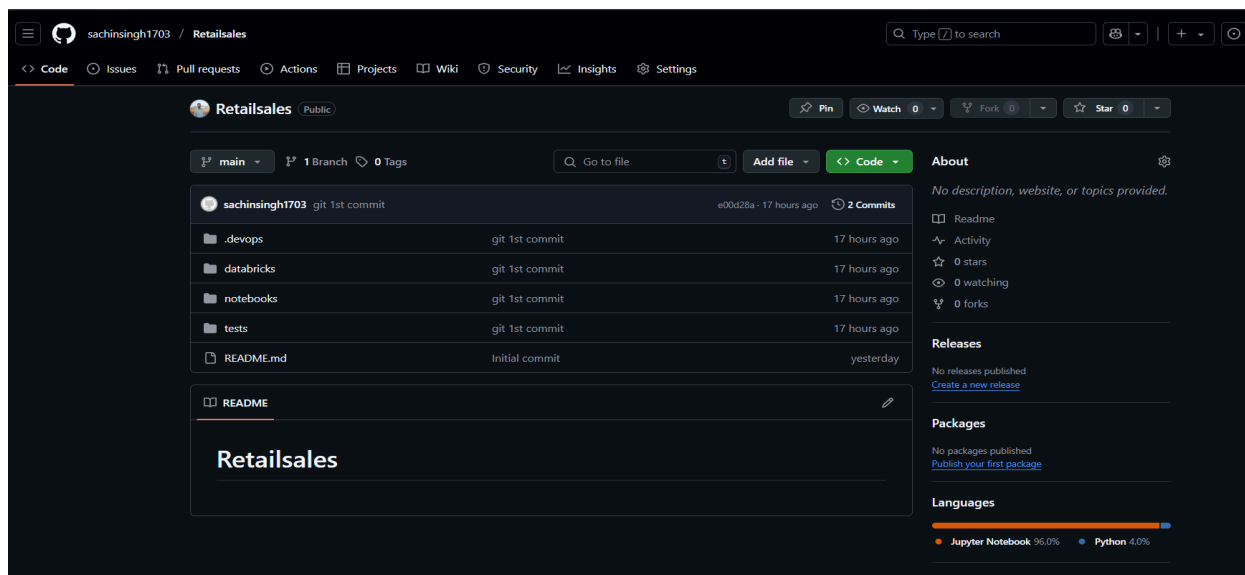 sachinsingh1703 / Retailsales
Type / to search
Code Issues Pull requests Actions Projects Wiki Security Insights Settings
Retailsales Public
Pin Watch 0 Fork 0 Star 0
main 1 Branch 0 Tags Go to file t Add file Code
sachinsingh1703 git 1st commit e00d28a · 17 hours ago 2 Commits
.devops git 1st commit 17 hours ago
databricks git 1st commit 17 hours ago
notebooks git 1st commit 17 hours ago
tests git 1st commit 17 hours ago
README.md Initial commit yesterday
README
Retailsales
About
No description, website, or topics provided.
Readme
Activity
0 stars
0 watching
0 forks
Releases
No releases published
Create a new release
Packages
No packages published
Publish your first package
Languages
Jupyter Notebook 96.0% Python 4.0%